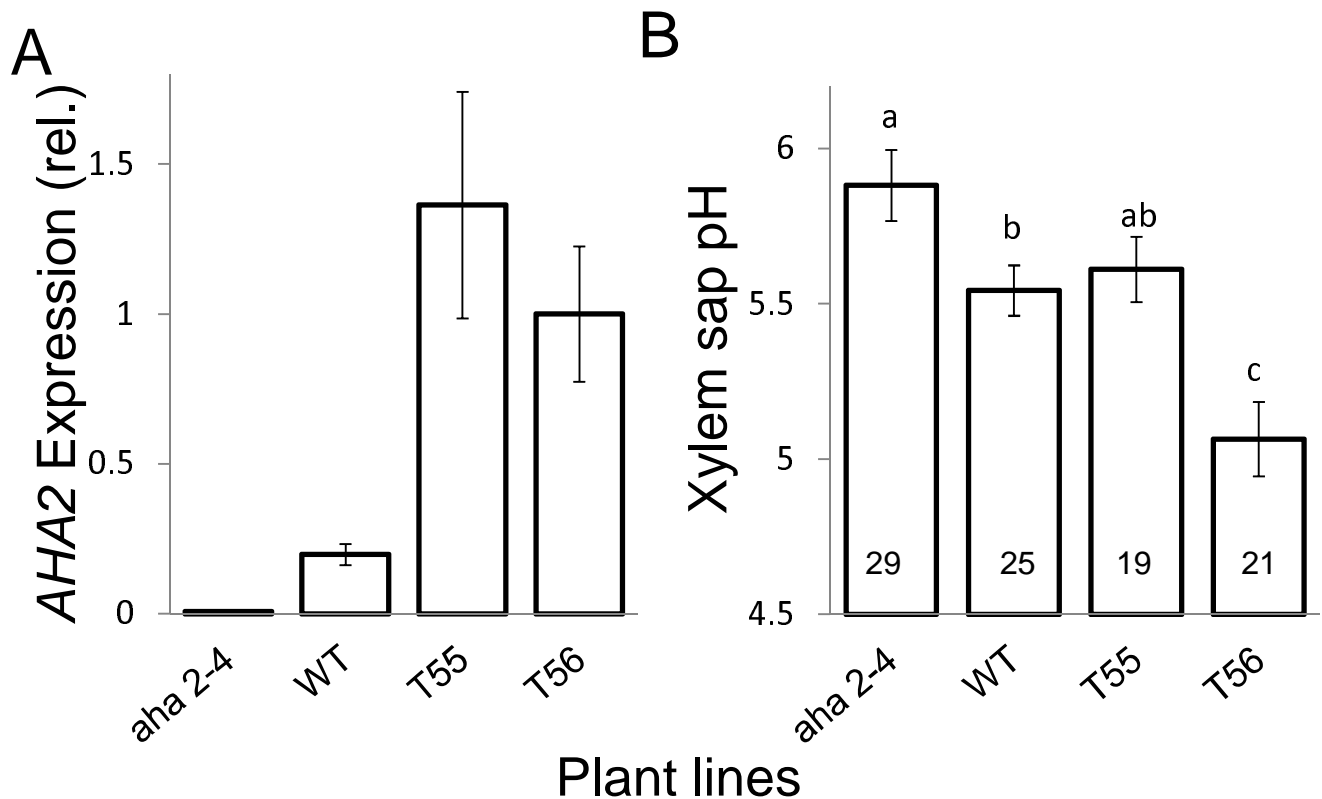 A
AHA2 Expression (rel.)
1.5
1
0.5
0
aha 2-4
WT
T55
T56
B
Xylem sap pH
6
5.5
5
4.5
a
b
ab
c
29
25
19
21
aha 2-4
WT
T55
T56
Plant lines